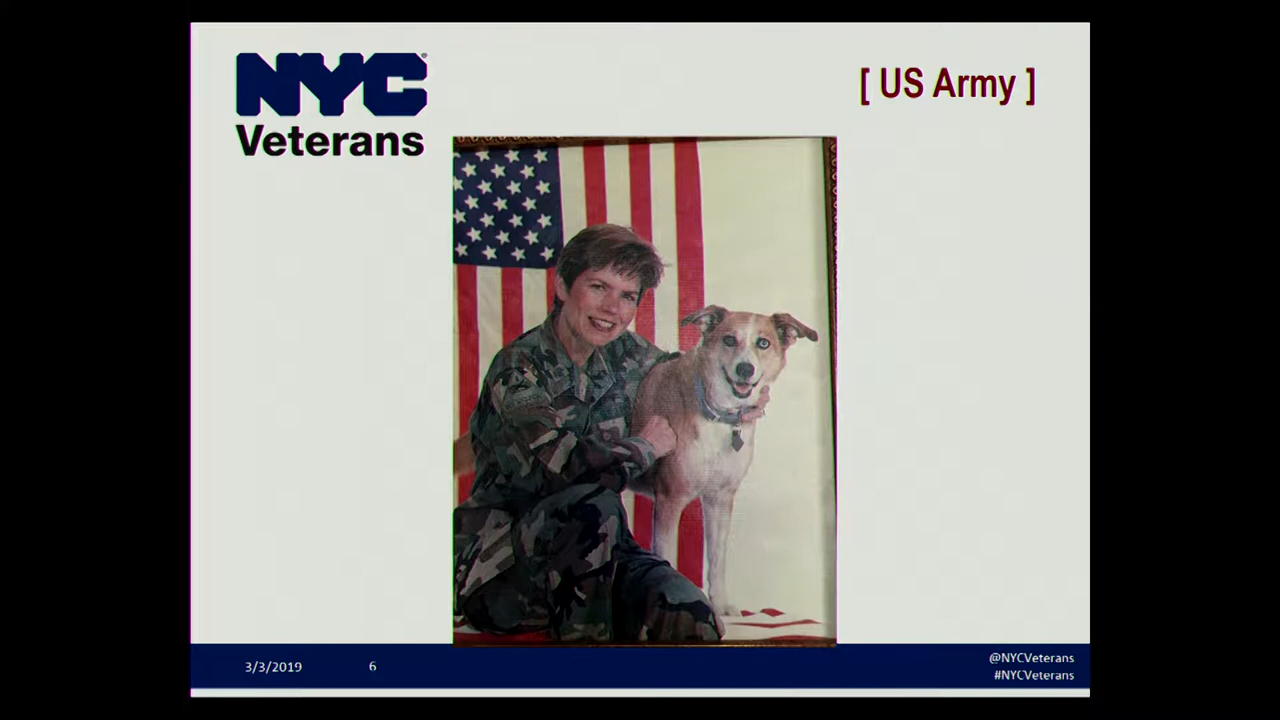 NYC
Veterans
[ US Army ]
3/3/2019
6
@NYCVeterans
#NYCVeterans